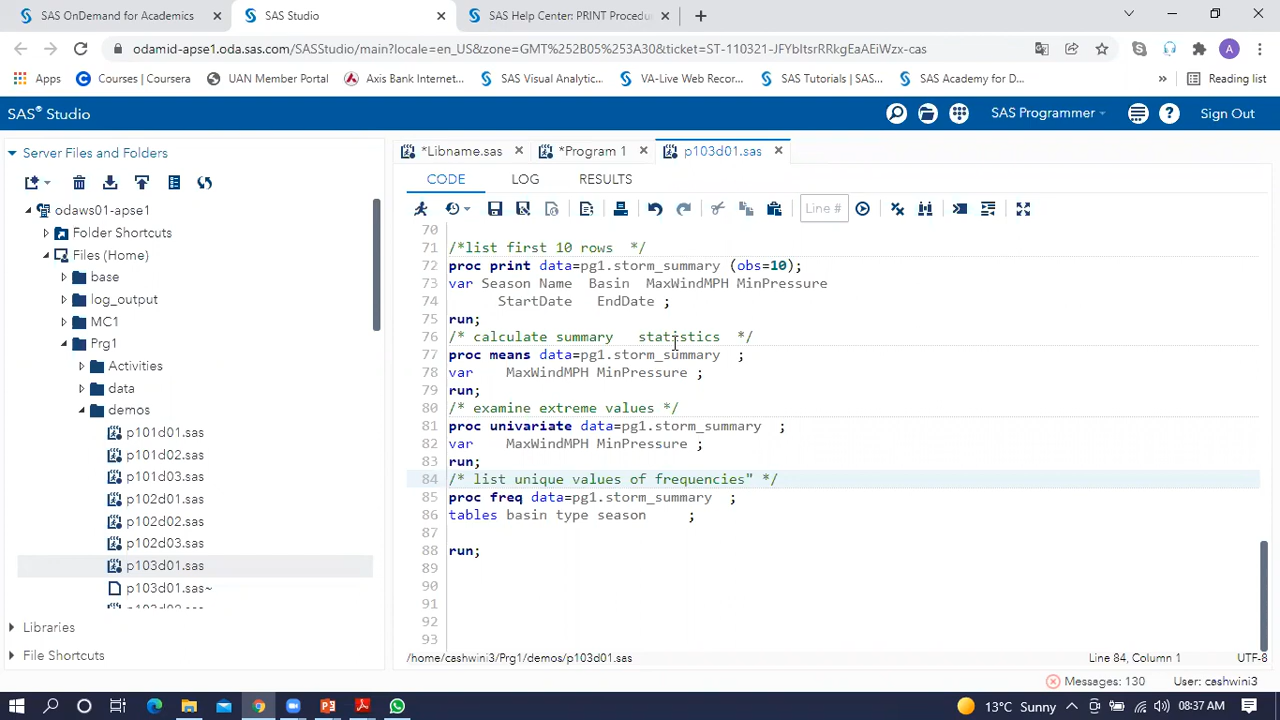 SAS OnDemand for Academics
SAS Studio
SAS Help Center: PRINT Procedu
odamid-apse1.oda.sas.com/SASStudio/main?locale=en_US&zone=GMT%252B05%253A30&ticket=ST-110321-JFYbItsrRRkgEaAEiWzx-cas
A
Apps
Courses | Coursera
UAN Member Portal
Axis Bank Internet...
SAS Visual Analytic...
VA-Live Web Record...
SAS Tutorials | SAS...
SAS Academy for D...
»
Reading list
SAS® Studio
SAS Programmer
Sign Out
Server Files and Folders
*Libname.sas
*Program 1
p103d01.sas
CODE
LOG
RESULTS
Line #
odaws01-apse1
Folder Shortcuts
Files (Home)
base
log_output
MC1
Prg1
Activities
data
demos
p101d01.sas
p101d02.sas
p101d03.sas
p102d01.sas
p102d02.sas
p102d03.sas
p103d01.sas
p103d01.sas~
Libraries
File Shortcuts
70
71 /*list first 10 rows */
72 proc print data=pg1.storm_summary (obs=10);
73 var Season Name Basin MaxWindMPH MinPressure
74 StartDate EndDate ;
75 run;
76 /* calculate summary statistics */
77 proc means data=pg1.storm_summary ;
78 var MaxWindMPH MinPressure ;
79 run;
80 /* examine extreme values */
81 proc univariate data=pg1.storm_summary ;
82 var MaxWindMPH MinPressure ;
83 run;
84 /* list unique values of frequencies" */
85 proc freq data=pg1.storm_summary ;
86 tables basin type season ;
87
88 run;
89
90
91
92
93
/home/cashwini3/Prg1/demos/p103d01.sas
Line 84, Column 1
UTF-8
Messages: 130
User: cashwini3
13°C Sunny
08:37 AM